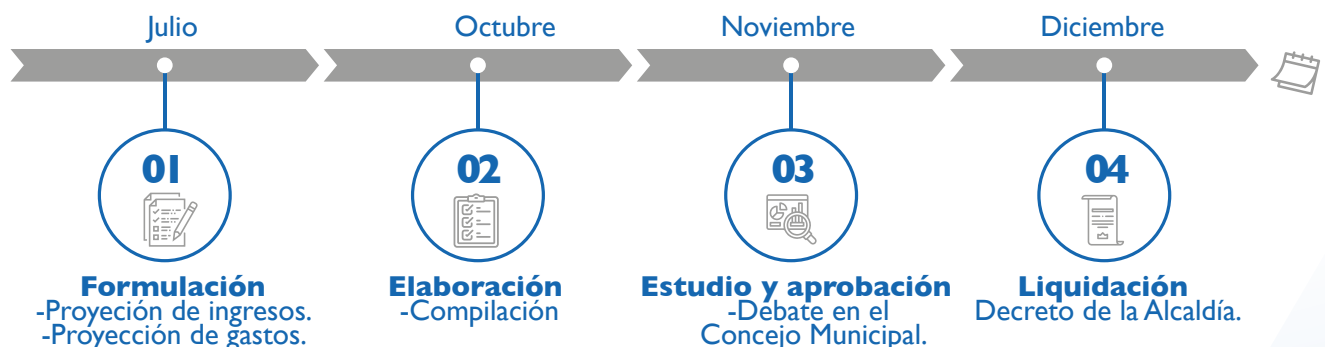 Julio
Octubre
Noviembre
Diciembre
01
02
03
04
Formulación
-Proyeción de ingresos.
-Proyección de gastos.
Elaboración
-Compilación
Estudio y aprobación
-Debate en el
Concejo Municipal.
Liquidación
Decreto de la Alcaldía.